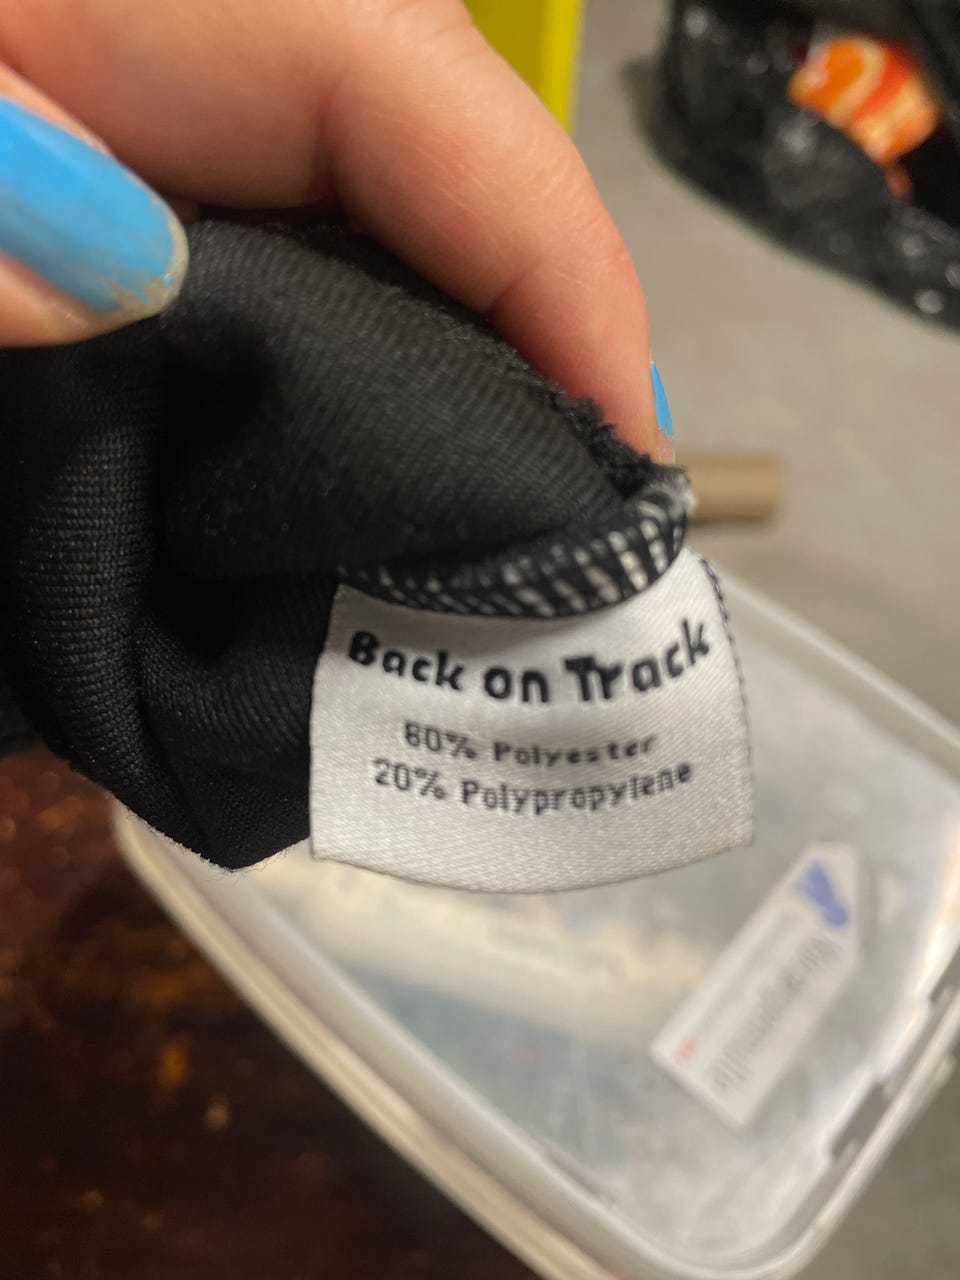 Back on Track
80% Polyester
20% Polypropylene